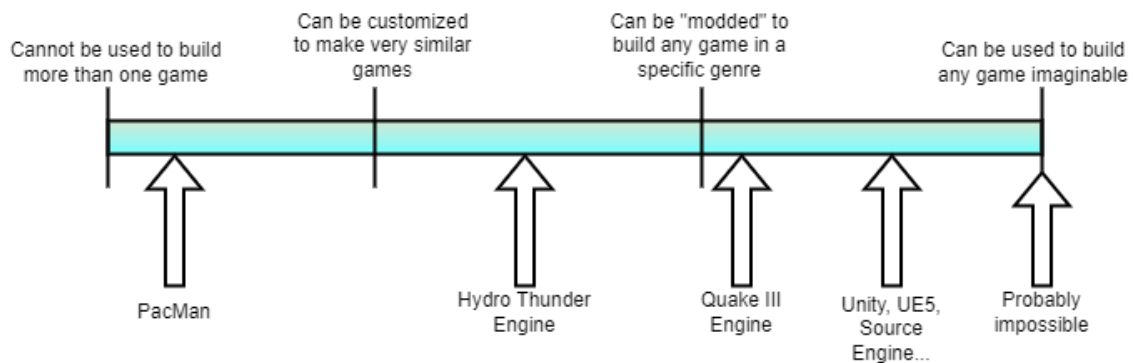 Cannot be used to build
more than one game
Can be customized
to make very similar
games
Can be "modded" to
build any game in a
specific genre
Can be used to build
any game imaginable
PacMan
Hydro Thunder
Engine
Quake III
Engine
Unity, UE5,
Source
Engine...
Probably
impossible